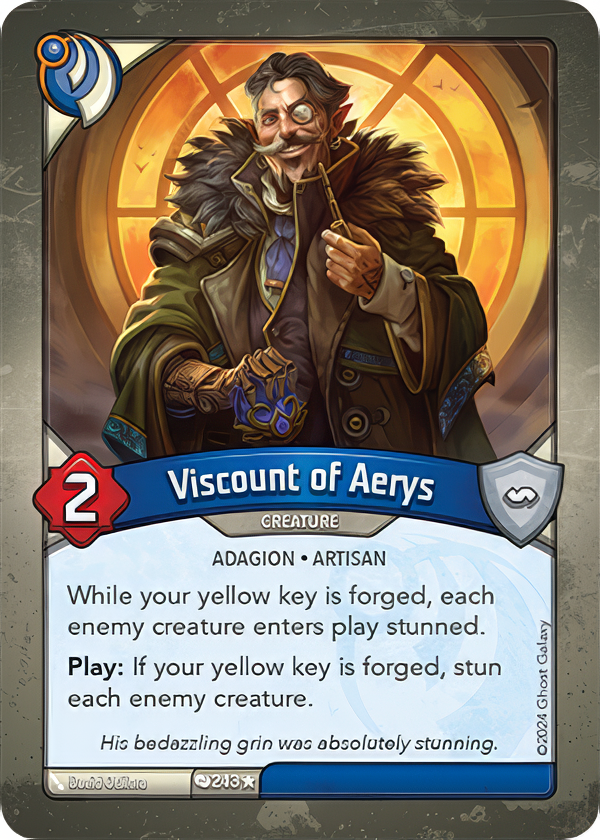 2
Viscount of Aerys
CREATURE
ADAGION • ARTISAN
While your yellow key is forged, each
enemy creature enters play stunned.
Play: If your yellow key is forged, stun
each enemy creature.
His bedazzling grin was absolutely stunning.
©2024 Ghost Galaxy
243